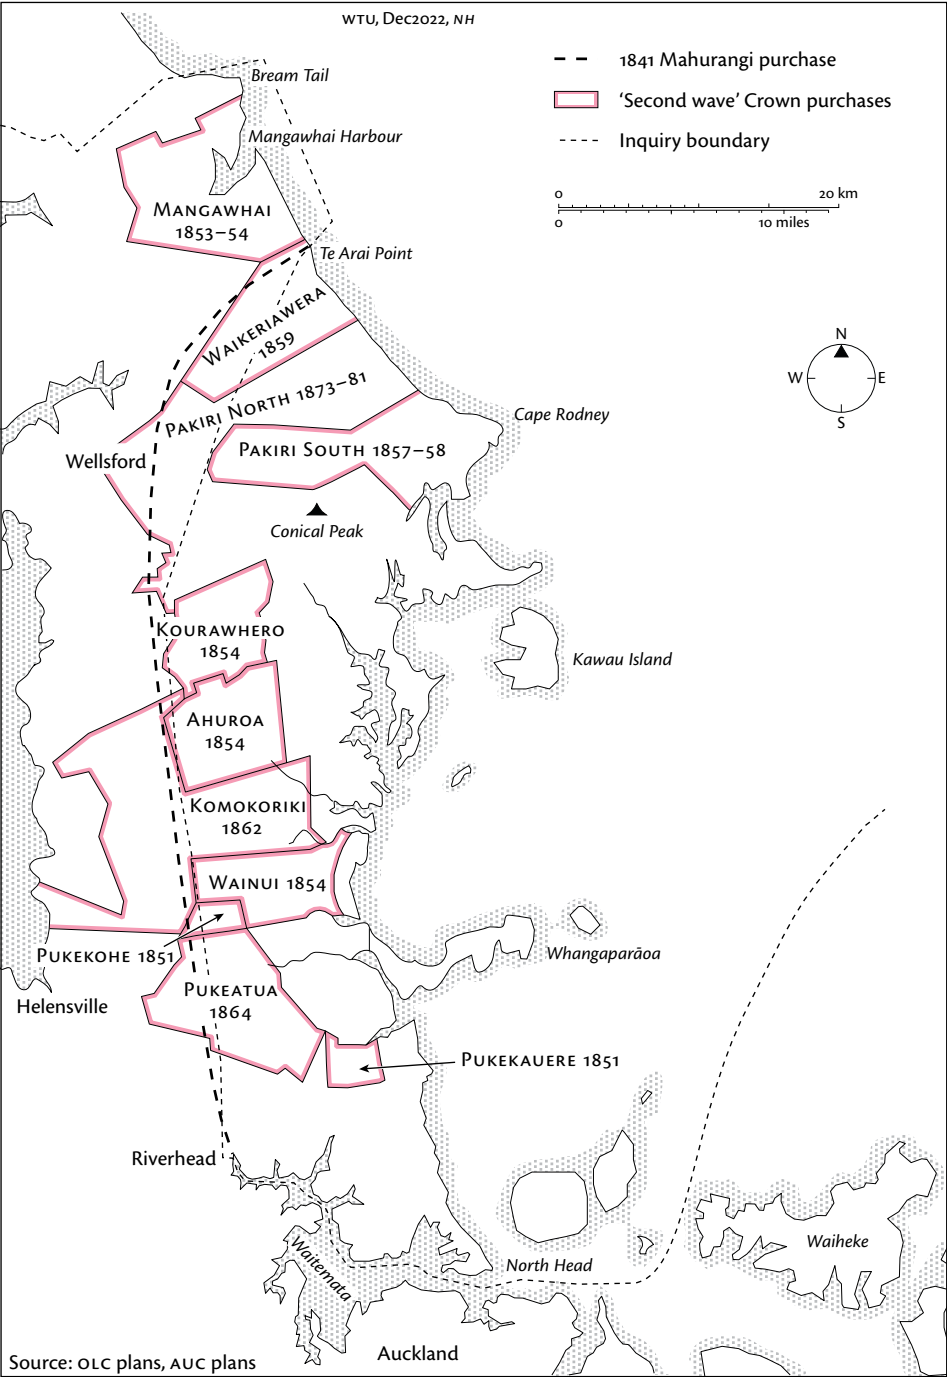 WTU, Dec2022, NH
1841 Mahurangi purchase
‘Second wave’ Crown purchases
Inquiry boundary
0 20 km
0 10 miles
N
W E
S
Bream Tail
Mangawhai Harbour
Mangawhai
1853–54
Te Arai Point
Waikeriawera
1859
Pakiri North 1873–81
Cape Rodney
Pakiri South 1857–58
Wellsford
Conical Peak
Kourawhero
1854
Kawau Island
Ahuroa
1854
Komokoriki
1862
Wainui 1854
Pukekohe 1851
Whangaparāoa
Pukeatua
1864
Helensville
Pukekauere 1851
Riverhead
Waitemata
North Head
Waiheke
Auckland
Source: OLC plans, AUC plans